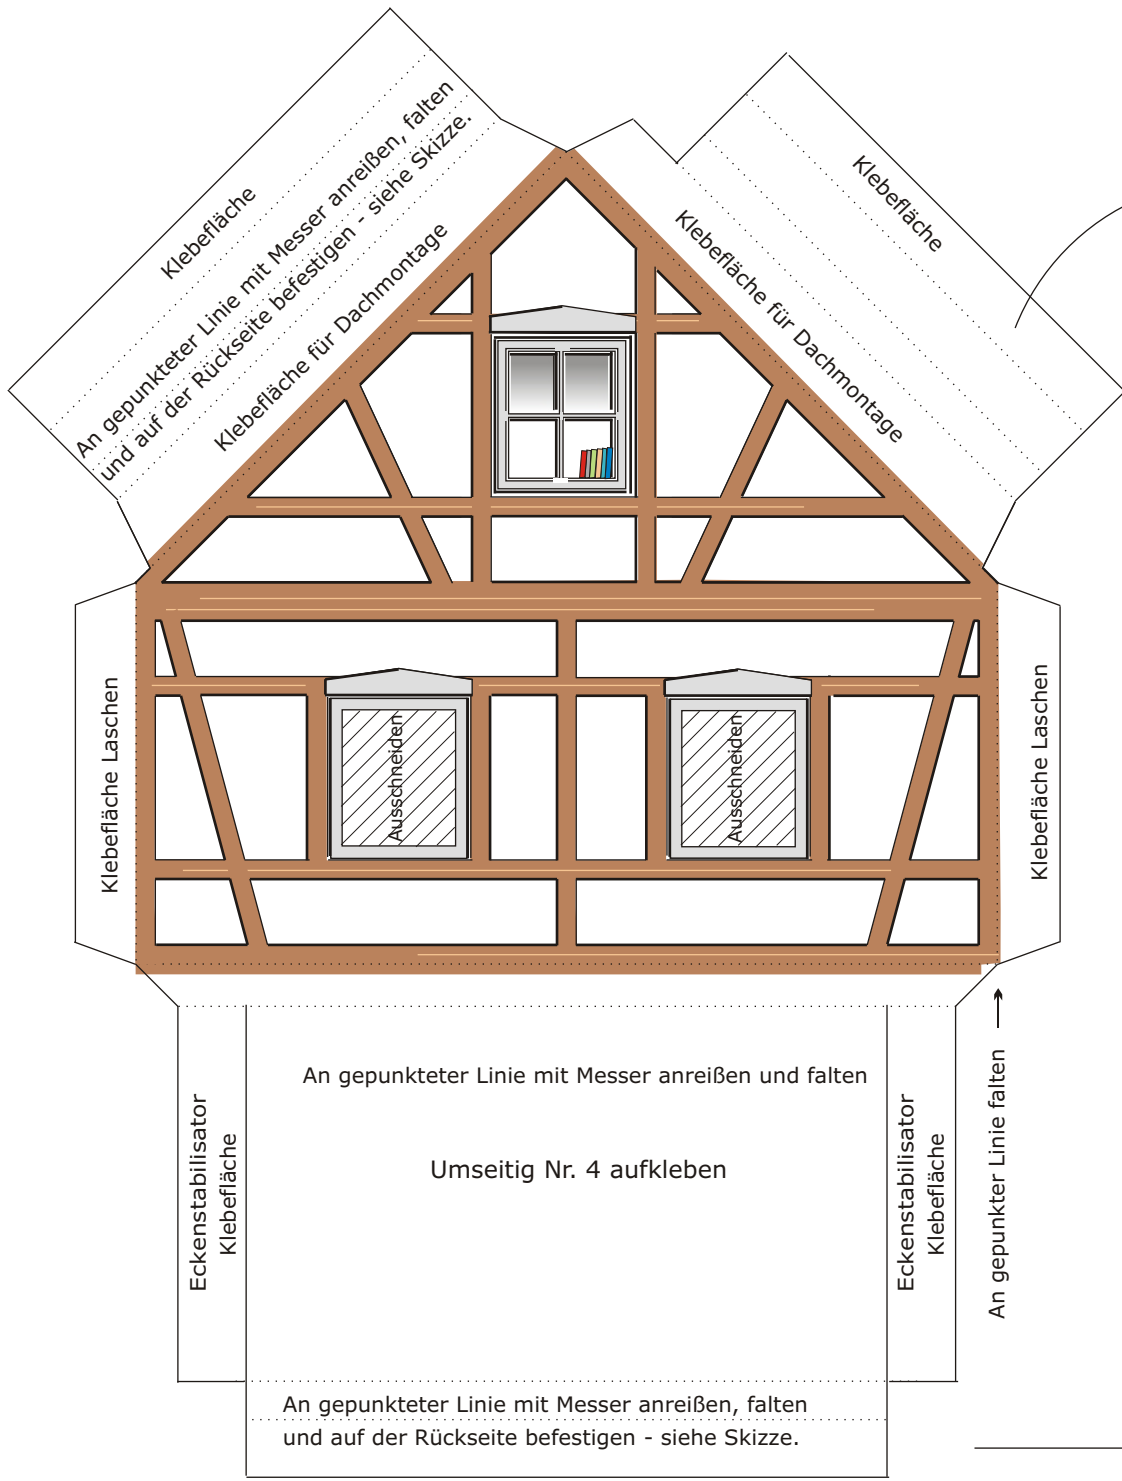 Klebefläche
An gepunkteter Linie mit Messer anreißen, falten
und auf der Rückseite befestigen - siehe Skizze.
Klebefläche für Dachmontage
Klebefläche
Klebefläche für Dachmontage
Klebefläche Laschen
Ausschneiden
Ausschneiden
Klebefläche Laschen
An gepunkteter Linie mit Messer anreißen und falten
Umseitig Nr. 4 aufkleben
Eckenstabilisator
Klebefläche
Eckenstabilisator
Klebefläche
An gepunkter Linie falten
An gepunkteter Linie mit Messer anreißen, falten
und auf der Rückseite befestigen - siehe Skizze.